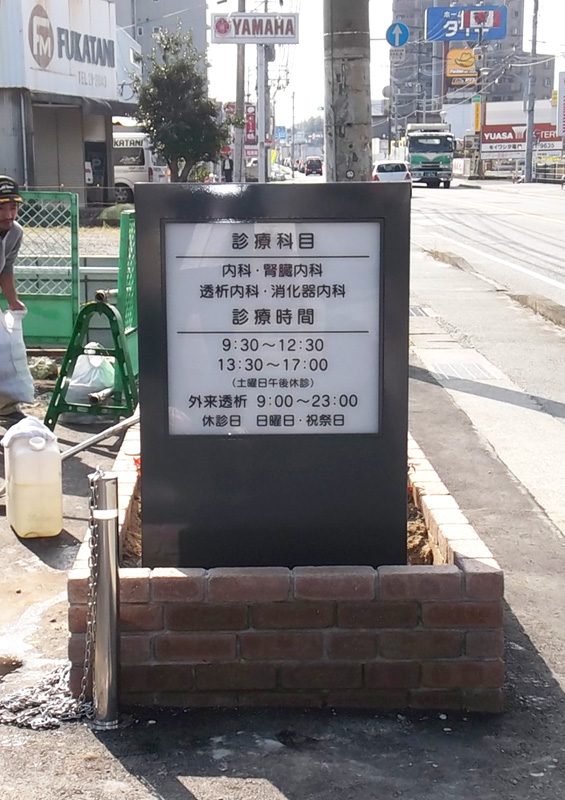 FUKATANI
YAMAHA
KATANI
YUASA
診療科目
内科・腎臓内科
透析内科・消化器内科
診療時間
9:30～12:30
13:30～17:00
（土曜日午後休診）
外来透析 9:00～23:00
休診日 日曜日・祝祭日